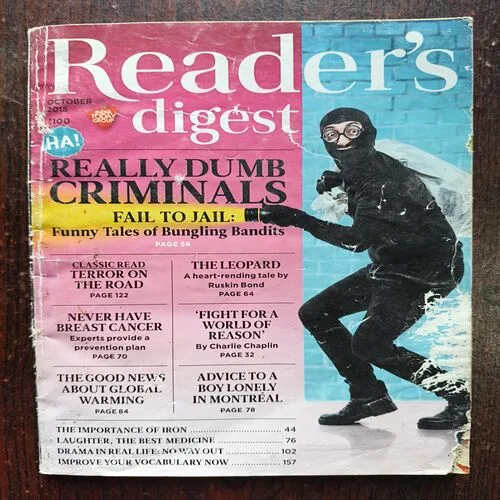 Reader's
digest
OCTOBER
2018
₹100
INDIA
TODAY
GROUP
HA!
REALLY DUMB
CRIMINALS
FAIL TO JAIL:
Funny Tales of Bungling Bandits
PAGE 56
CLASSIC READ
TERROR ON
THE ROAD
PAGE 122
THE LEOPARD
A heart-rending tale by
Ruskin Bond
PAGE 64
NEVER HAVE
BREAST CANCER
Experts provide a
prevention plan
PAGE 70
'FIGHT FOR A
WORLD OF
REASON'
By Charlie Chaplin
PAGE 32
THE GOOD NEWS
ABOUT GLOBAL
WARMING
PAGE 84
ADVICE TO A
BOY LONELY
IN MONTRÉAL
PAGE 78
THE IMPORTANCE OF IRON 44
LAUGHTER, THE BEST MEDICINE 76
DRAMA IN REAL LIFE: NO WAY OUT 102
IMPROVE YOUR VOCABULARY NOW 157